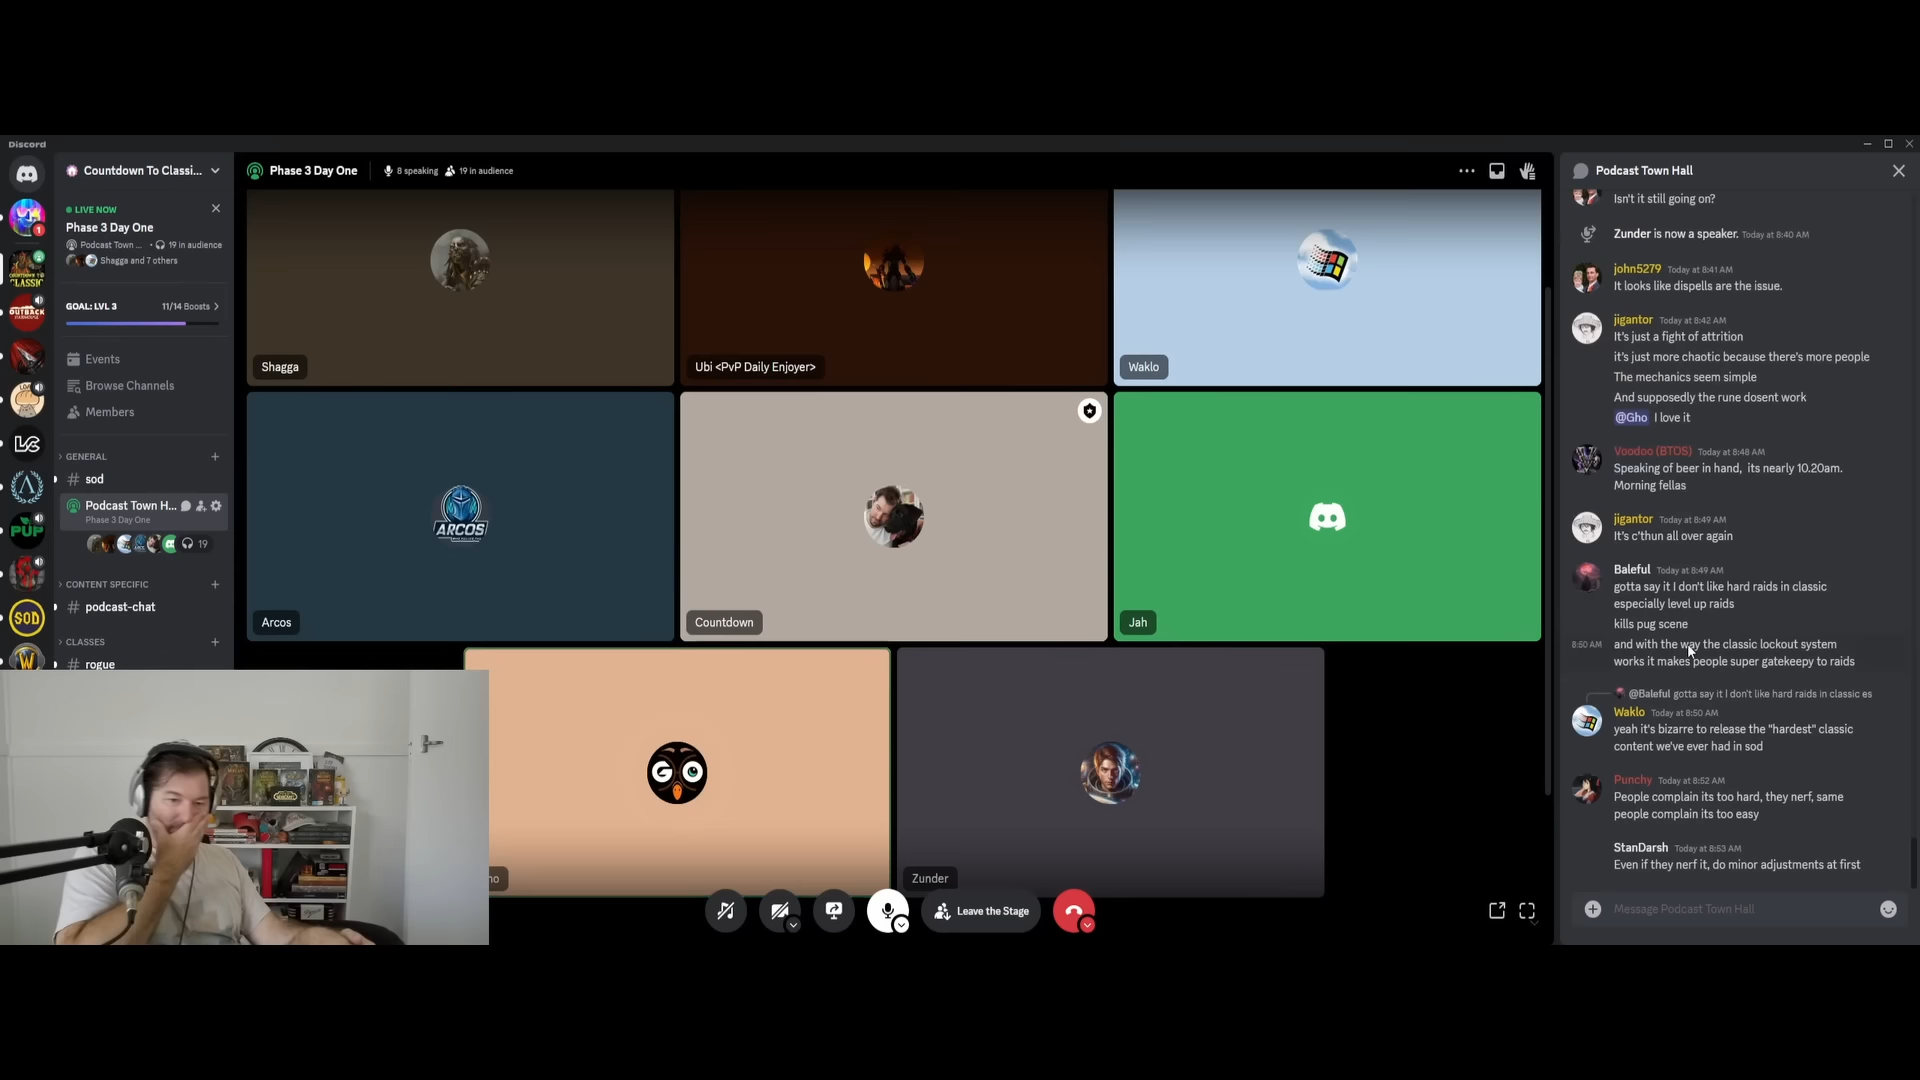 Discord
Countdown To Classi...
LIVE NOW
Phase 3 Day One
Podcast Town ... • 19 in audience
Shagga and 7 others
GOAL: LVL 3
11/14 Boosts
Events
Browse Channels
Members
GENERAL
sod
Podcast Town H...
Phase 3 Day One
19
CONTENT SPECIFIC
podcast-chat
CLASSES
rogue
1
COUNTDOWN TO
CLASSIC
OUTBACK
LC
PUP
SOD
Phase 3 Day One
8 speaking
19 in audience
Shagga
Ubi <PvP Daily Enjoyer>
Waklo
ARCOS
Arcos
Countdown
Jah
G
ho
Zunder
Leave the Stage
Podcast Town Hall
Isn't it still going on?
Zunder is now a speaker. Today at 8:40 AM
john5279 Today at 8:41 AM
It looks like dispells are the issue.
jigantor Today at 8:42 AM
It's just a fight of attrition
it's just more chaotic because there's more people
The mechanics seem simple
And supposedly the rune dosent work
@Gho I love it
Voodoo (BTOS) Today at 8:48 AM
Speaking of beer in hand, its nearly 10.20am.
Morning fellas
jigantor Today at 8:49 AM
It's c'thun all over again
Baleful Today at 8:49 AM
gotta say it I don't like hard raids in classic
especially level up raids
kills pug scene
8:50 AM and with the way the classic lockout system
works it makes people super gatekeepy to raids
@Baleful gotta say it I don't like hard raids in classic es
Waklo Today at 8:50 AM
yeah it's bizarre to release the "hardest" classic
content we've ever had in sod
Punchy Today at 8:52 AM
People complain its too hard, they nerf, same
people complain its too easy
StanDarsh Today at 8:53 AM
Even if they nerf it, do minor adjustments at first
Message Podcast Town Hall